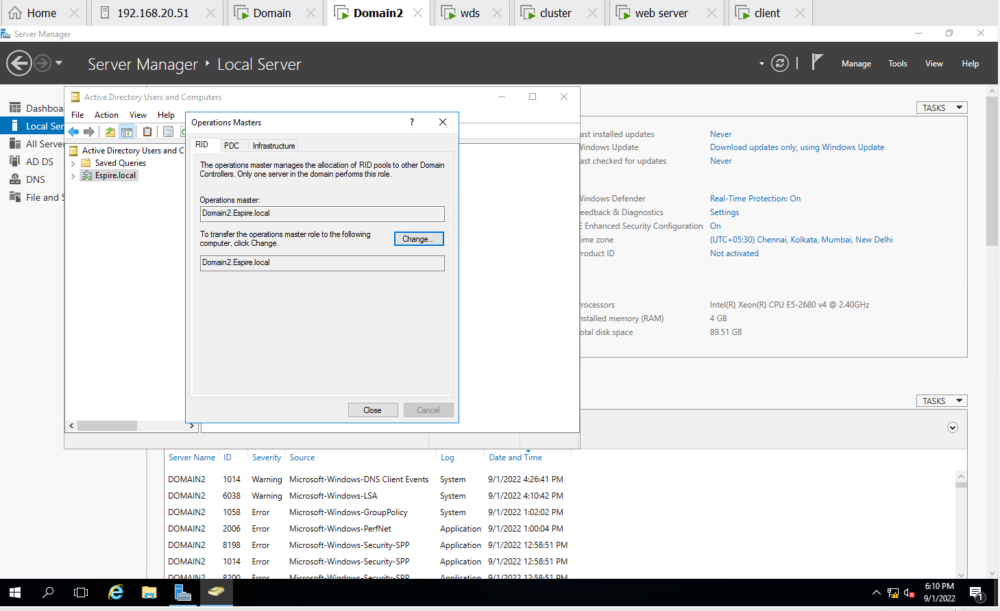 Home
192.168.20.51
Domain
Domain2
wds
cluster
web server
client
Server Manager
Server Manager • Local Server
Manage Tools View Help
Dashboa
Local Ser
All Server
AD DS
DNS
File and S
Active Directory Users and Computers
File Action View Help
Active Directory Users and C
Saved Queries
Espire.local
Operations Masters
?
RID PDC Infrastructure
The operations master manages the allocation of RID pools to other Domain
Controllers. Only one server in the domain performs this role.
Operations master:
Domain2.Espire.local
To transfer the operations master role to the following
computer, click Change.
Change...
Domain2.Espire.local
Close Cancel
TASKS
ast installed updates Never
Windows Update Download updates only, using Windows Update
ast checked for updates Never
Windows Defender Real-Time Protection: On
eedback & Diagnostics Settings
E Enhanced Security Configuration On
ime zone (UTC+05:30) Chennai, Kolkata, Mumbai, New Delhi
roduct ID Not activated
rocessors Intel(R) Xeon(R) CPU E5-2680 v4 @ 2.40GHz
nstalled memory (RAM) 4 GB
otal disk space 89.51 GB
TASKS
Server Name ID Severity Source Log Date and Time
DOMAIN2 1014 Warning Microsoft-Windows-DNS Client Events System 9/1/2022 4:26:41 PM
DOMAIN2 6038 Warning Microsoft-Windows-LSA System 9/1/2022 4:10:42 PM
DOMAIN2 1058 Error Microsoft-Windows-GroupPolicy System 9/1/2022 1:02:02 PM
DOMAIN2 2006 Error Microsoft-Windows-PerfNet Application 9/1/2022 1:00:04 PM
DOMAIN2 8198 Error Microsoft-Windows-Security-SPP Application 9/1/2022 12:58:51 PM
DOMAIN2 1014 Error Microsoft-Windows-Security-SPP Application 9/1/2022 12:58:51 PM
DOMAIN2 8200 Error Microsoft-Windows-Security-SPP Application 9/1/2022 12:58:51 PM
6:10 PM
9/1/2022
1